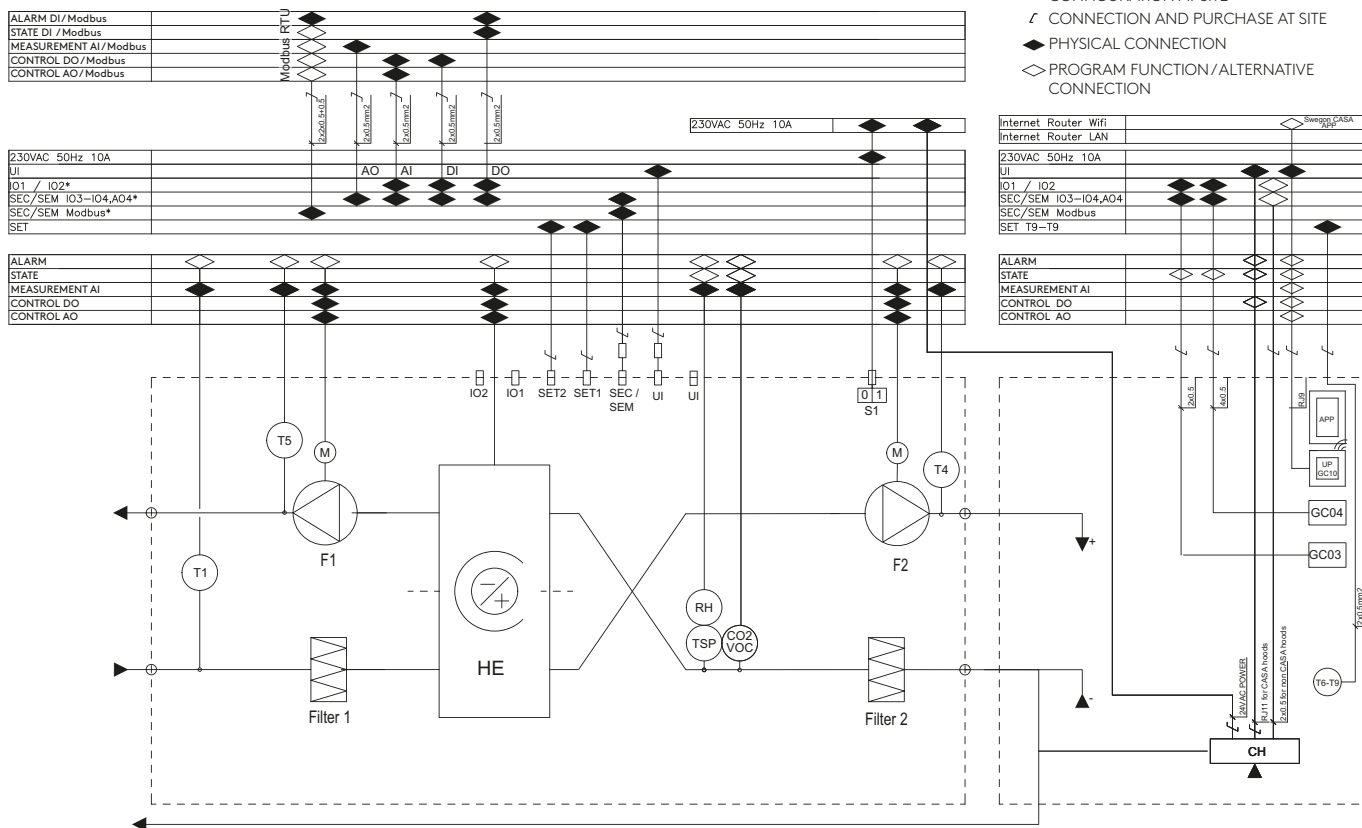 CONFIGURATION AT SITE
CONNECTION AND PURCHASE AT SITE
PHYSICAL CONNECTION
PROGRAM FUNCTION/ALTERNATIVE
CONNECTION
ALARM DI/Modbus
STATE DI /Modbus
MEASUREMENT AI/Modbus
CONTROL DO/Modbus
CONTROL AO/Modbus
Modbus RTU
2x2x0.5+0.5
2x0.5mm2
2x0.5mm2
2x0.5mm2
2x0.5mm2
230VAC 50Hz 10A
230VAC 50Hz 10A
UI
IO1 / IO2*
SEC/SEM IO3-IO4,AO4*
SEC/SEM Modbus*
SET
AO
AI
DI
DO
ALARM
STATE
MEASUREMENT AI
CONTROL DO
CONTROL AO
Internet Router Wifi
Swegon CASA
APP
Internet Router LAN
230VAC 50Hz 10A
UI
IO1 / IO2
SEC/SEM IO3-IO4,AO4
SEC/SEM Modbus
SET T9-T9
ALARM
STATE
MEASUREMENT AI
CONTROL DO
CONTROL AO
IO2
IO1
SET2
SET1
SEC /
SEM
UI
UI
0 1
S1
T5
M
M
T4
F1
F2
T1
RH
TSP
CO2
VOC
HE
Filter 1
Filter 2
+
-
2x0.5
4x0.5
RJ9
APP
UP
GC10
GC04
GC03
12x0.5mm2
T6-T9
24VAC POWER
RJ11 for CASA hoods
2x0.5 for non CASA hoods
CH